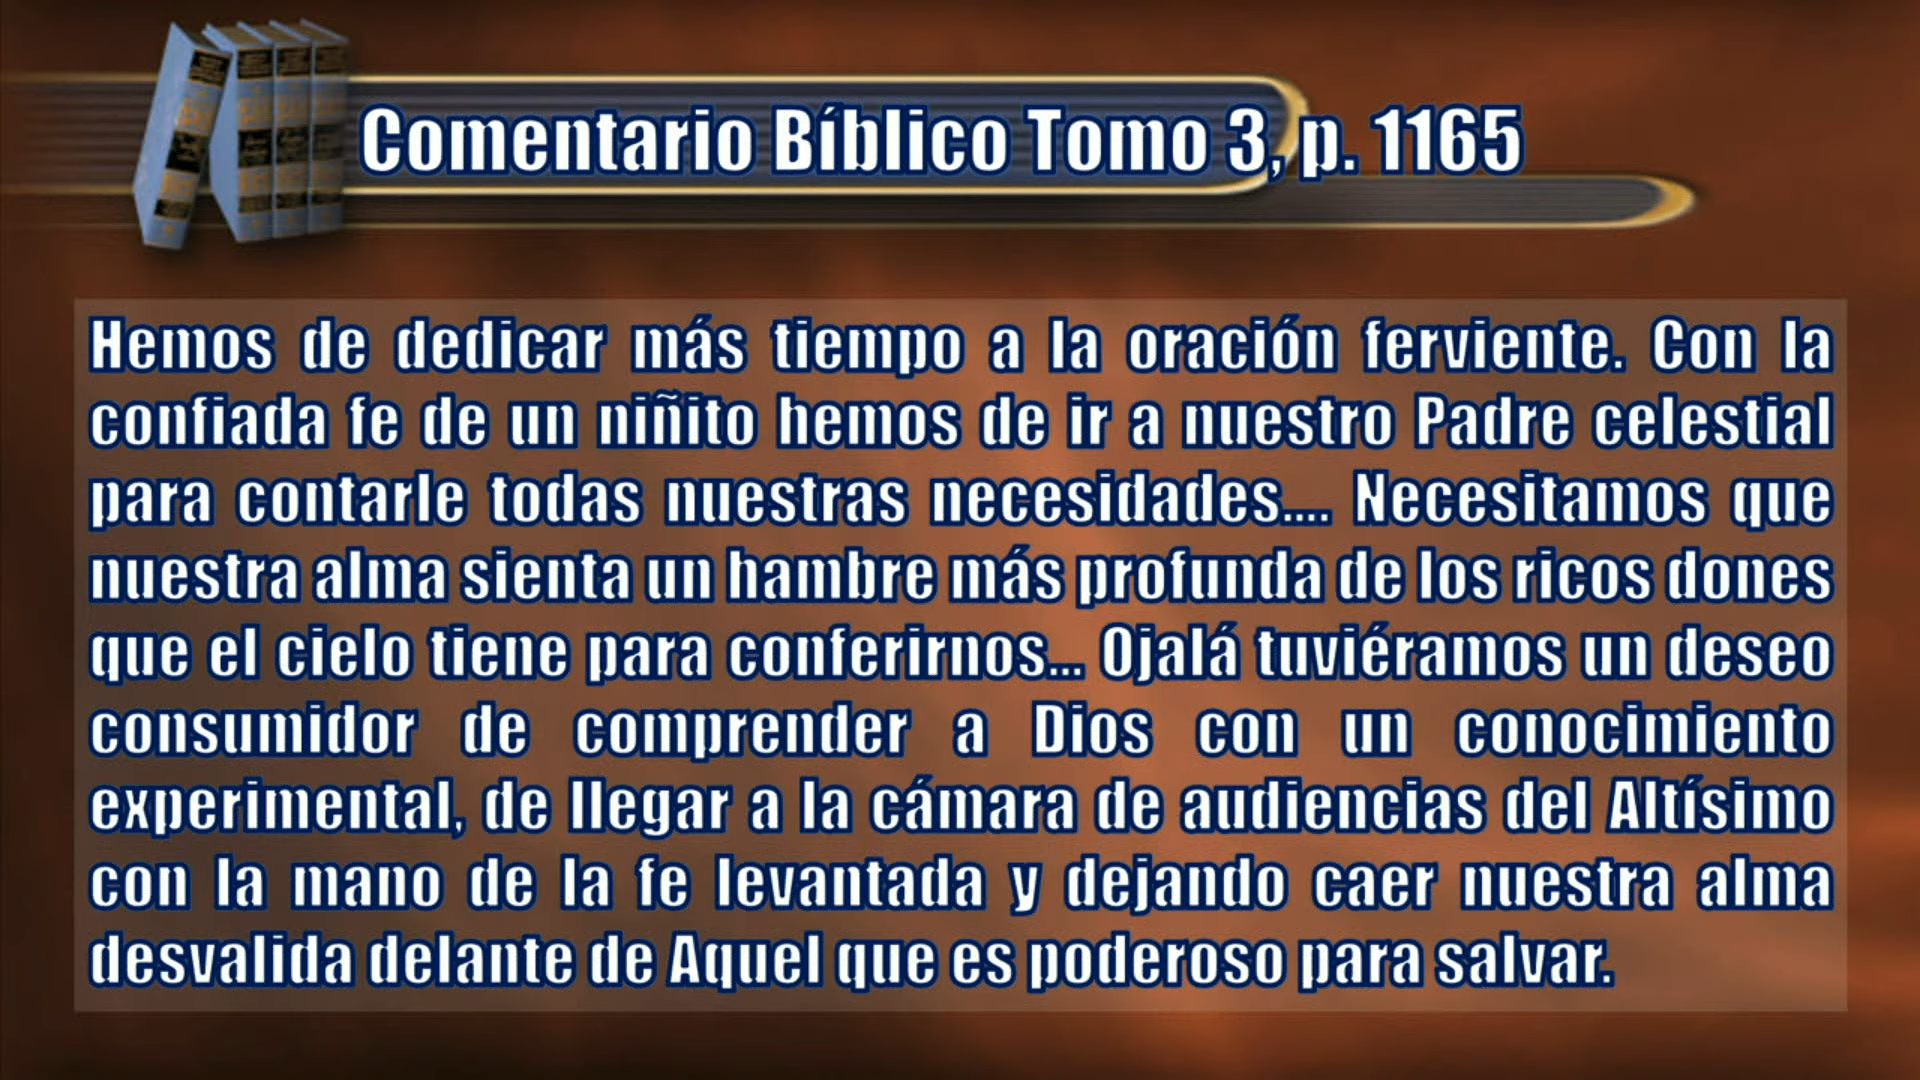 Comentario Bíblico Tomo 3, p. 1165
Hemos de dedicar más tiempo a la oración ferviente. Con la
confiada fe de un niñito hemos de ir a nuestro Padre celestial
para contarle todas nuestras necesidades.... Necesitamos que
nuestra alma sienta un hambre más profunda de los ricos dones
que el cielo tiene para conferirnos... Ojalá tuviéramos un deseo
consumidor de comprender a Dios con un conocimiento
experimental, de llegar a la cámara de audiencias del Altísimo
con la mano de la fe levantada y dejando caer nuestra alma
desvalida delante de Aquel que es poderoso para salvar.